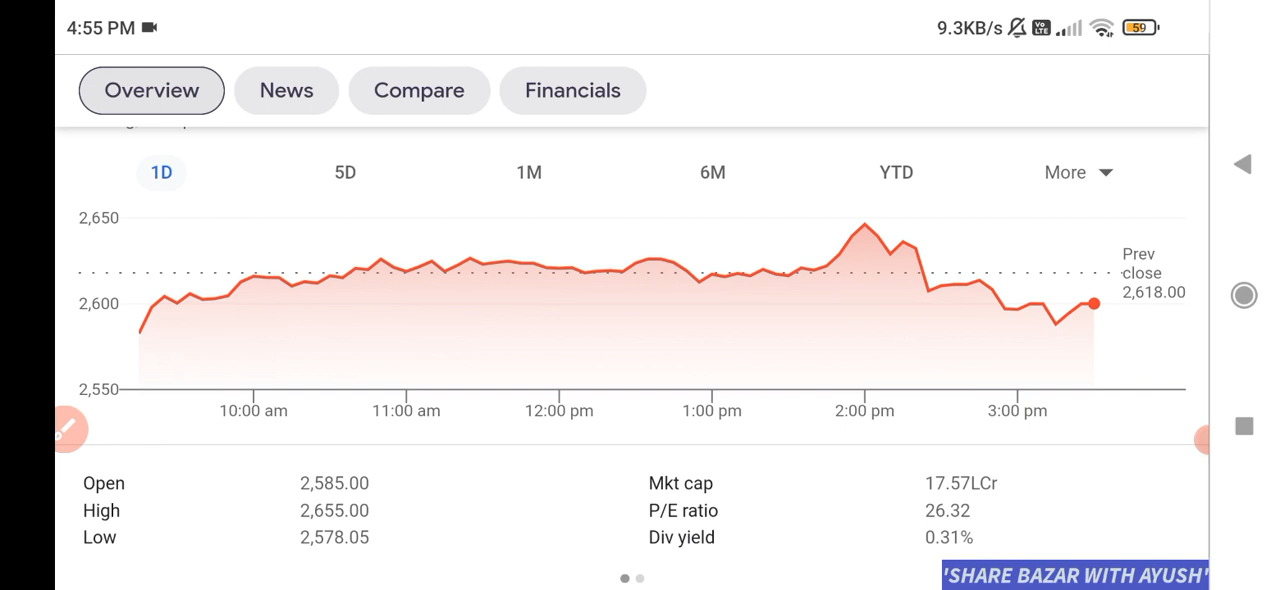 4:55 PM
9.3KB/s Vo LTE 59
Overview News Compare Financials
1D 5D 1M 6M YTD More
2,650
2,600
2,550
Prev
close
2,618.00
10:00 am 11:00 am 12:00 pm 1:00 pm 2:00 pm 3:00 pm
Open 2,585.00 Mkt cap 17.57LCr
High 2,655.00 P/E ratio 26.32
Low 2,578.05 Div yield 0.31%
'SHARE BAZAR WITH AYUSH'